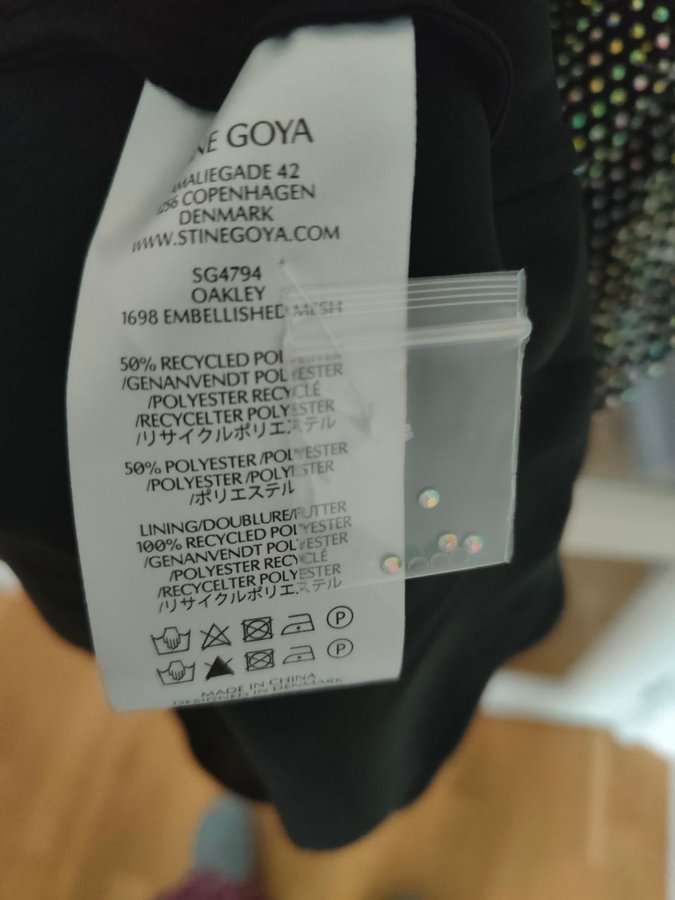 GOYA
42
COPENHAGEN
DENMARK
WWW.STINEGOYA.COM
SG4794
OAKLEY
1698 EMBELLISHED MESH
50% RECYCLED POLYESTER
/GENANVENDT POLYESTER
/POLYESTER RECYCLÉ
/RECYCELTER POLYESTER
/リサイクルポリエステル
50% POLYESTER /POLYESTER
/POLYESTER /POLYESTER
/ポリエステル
LINING/DOUBLURE/FUTTER
100% RECYCLED POLYESTER
/GENANVENDT POLYESTER
/POLYESTER RECYCLÉ
/RECYCELTER POLYESTER
/リサイクルポリエステル
P
P
MADE IN CHINA
DESIGNED IN DENMARK